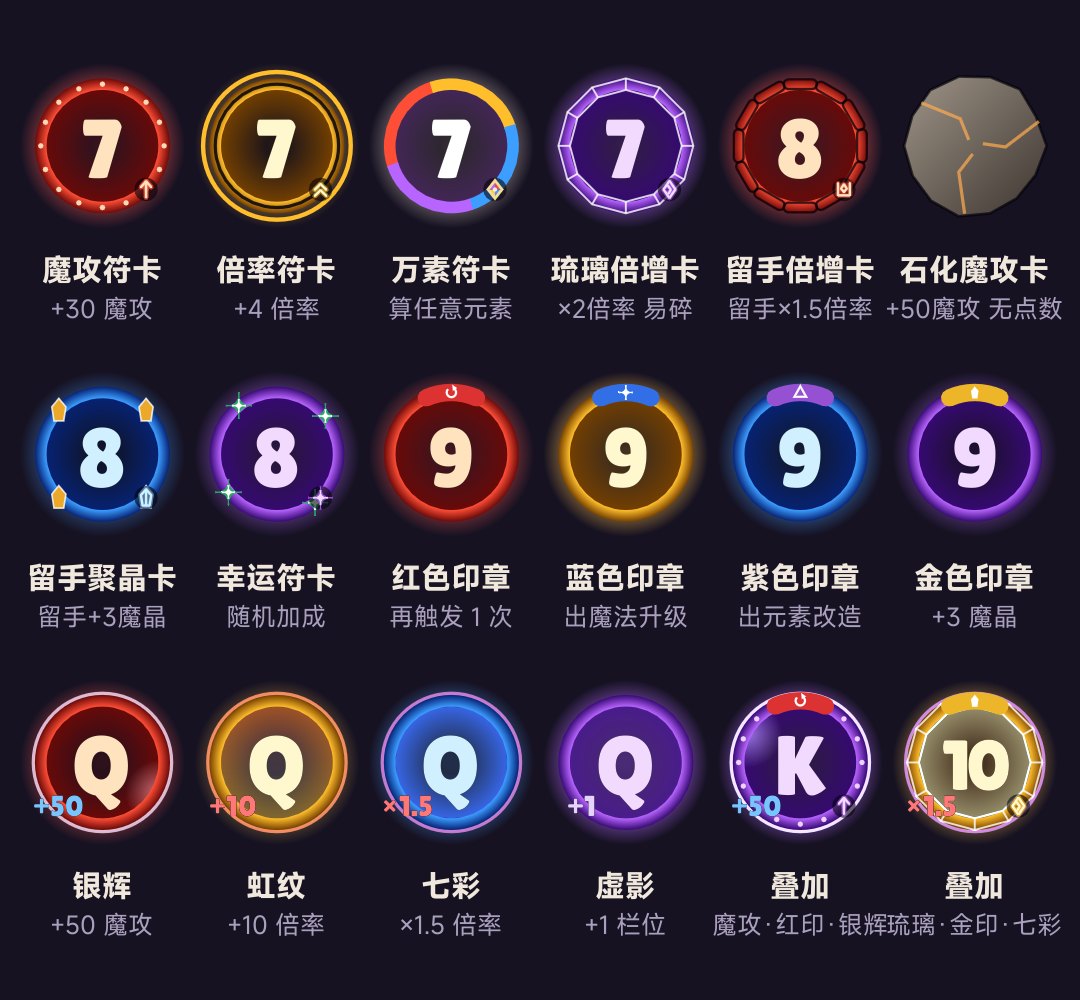 7 7 7 7 8
魔攻符卡 倍率符卡 万素符卡 琉璃倍增卡 留手倍增卡 石化魔攻卡
+30 魔攻 +4 倍率 算任意元素 ×2倍率 易碎 留手×1.5倍率 +50魔攻 无点数
8 8 9 9 9 9
留手聚晶卡 幸运符卡 红色印章 蓝色印章 紫色印章 金色印章
留手+3魔晶 随机加成 再触发 1 次 出魔法升级 出元素改造 +3 魔晶
Q Q Q Q K 10
+50 +10 ×1.5 +1 +50 ×1.5
银辉 虹纹 七彩 虚影 叠加 叠加
+50 魔攻 +10 倍率 ×1.5 倍率 +1 栏位 魔攻·红印·银辉 琉璃·金印·七彩